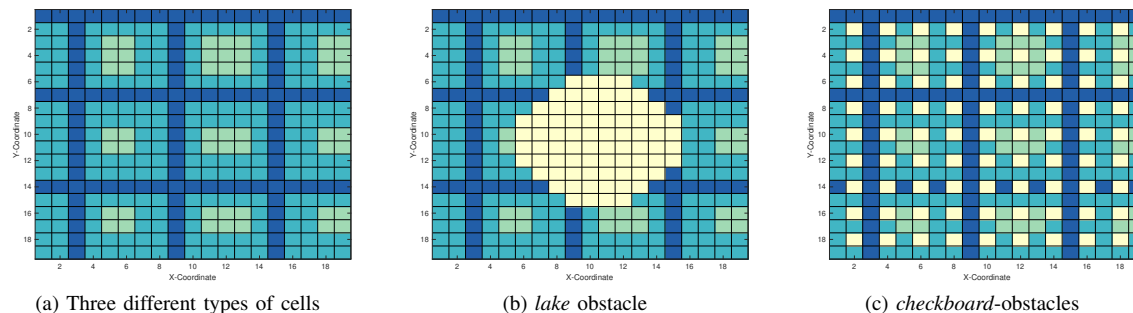 2
4
6
8
10
12
14
16
18
Y-Coordinate
2 4 6 8 10 12 14 16 18
X-Coordinate
(a) Three different types of cells
2
4
6
8
10
12
14
16
18
Y-Coordinate
2 4 6 8 10 12 14 16 18
X-Coordinate
(b) lake obstacle
2
4
6
8
10
12
14
16
18
Y-Coordinate
2 4 6 8 10 12 14 16 18
X-Coordinate
(c) checkboard-obstacles